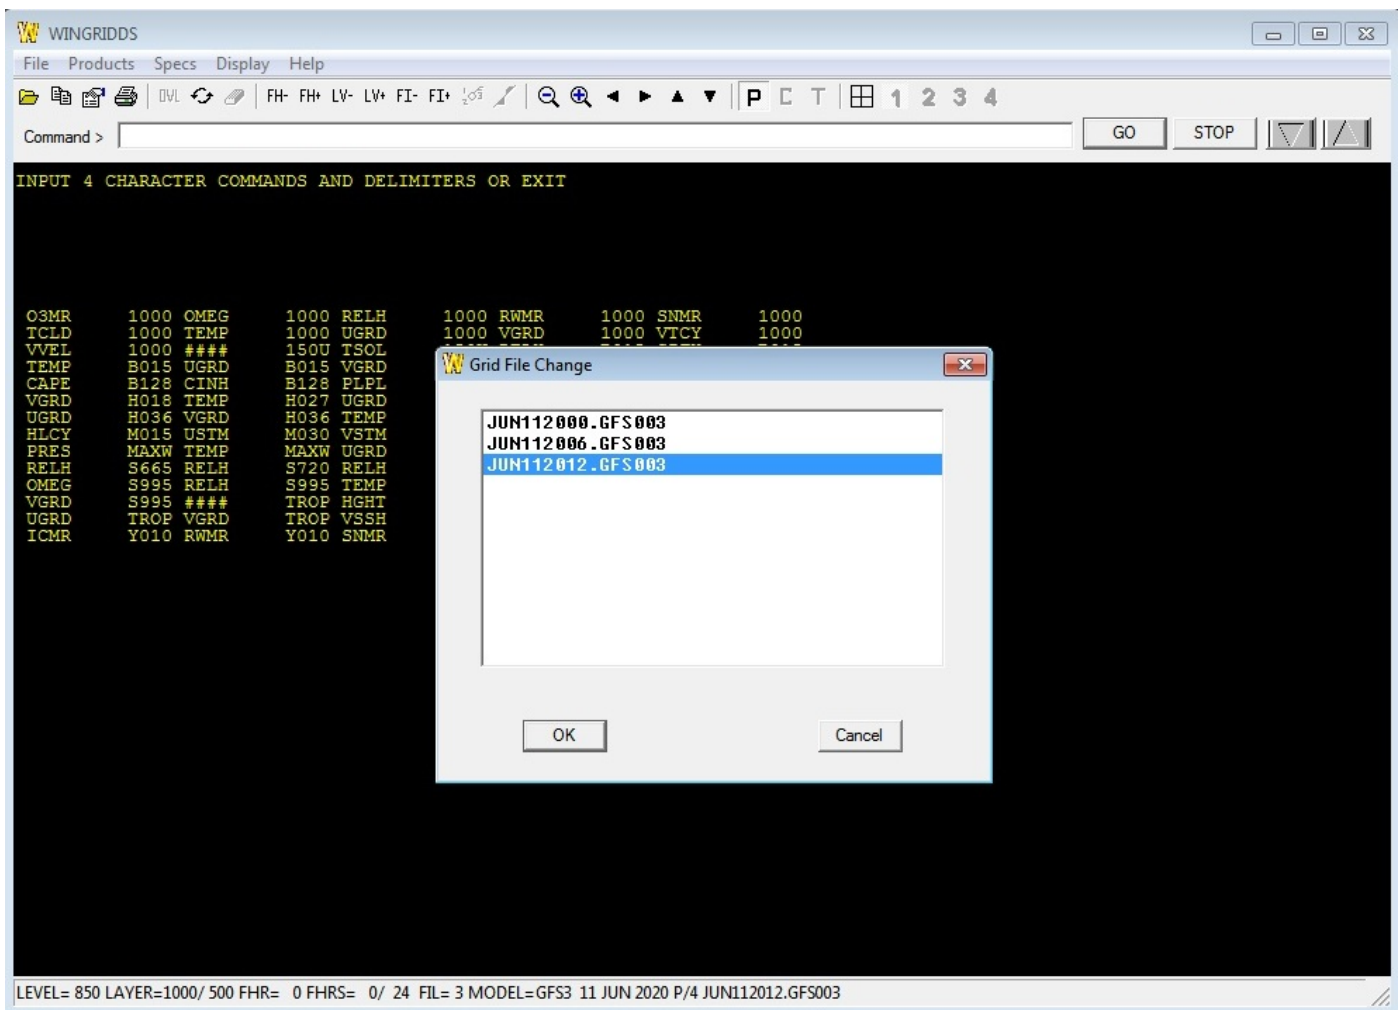 WINGRIDDS
File Products Specs Display Help
OVL FH- FH+ LV- LV+ FI- FI+ P C T 1 2 3 4
Command > GO STOP
INPUT 4 CHARACTER COMMANDS AND DELIMITERS OR EXIT
O3MR 1000 OMEG 1000 RELH 1000 RWMR 1000 SNMR 1000
TCLD 1000 TEMP 1000 UGRD 1000 VGRD 1000 VTCY 1000
VVEL 1000 #### 150U TSOL
TEMP B015 UGRD B015 VGRD
CAPE B128 CINH B128 PLPL
VGRD H018 TEMP H027 UGRD
UGRD H036 VGRD H036 TEMP
HLCY M015 USTM M030 VSTM
PRES MAXW TEMP MAXW UGRD
RELH S665 RELH S720 RELH
OMEG S995 RELH S995 TEMP
VGRD S995 #### TROP HGHT
UGRD TROP VGRD TROP VSSH
ICMR Y010 RWMR Y010 SNMR
Grid File Change
JUN112000.GFS003
JUN112006.GFS003
JUN112012.GFS003
OK Cancel
LEVEL= 850 LAYER=1000/ 500 FHR= 0 FHRS= 0/ 24 FIL= 3 MODEL=GFS3 11 JUN 2020 P/4 JUN112012.GFS003